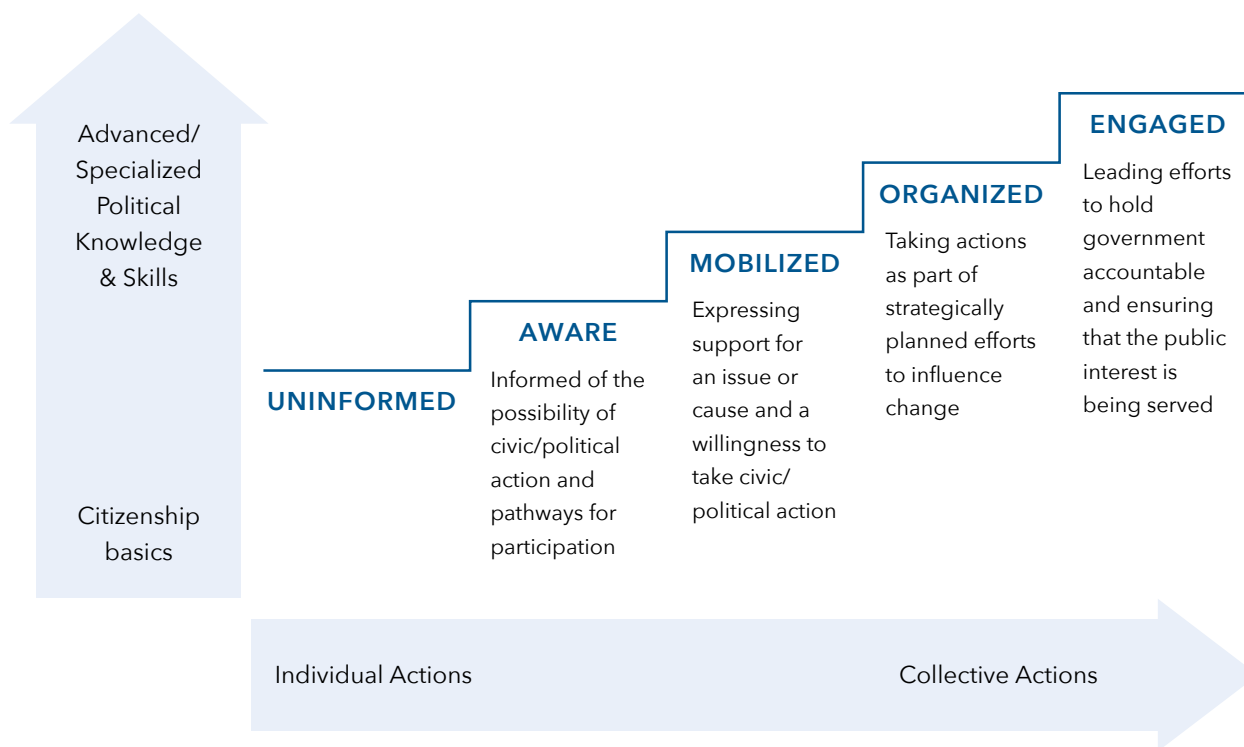 Advanced/
Specialized
Political
Knowledge
& Skills
Citizenship
basics
UNINFORMED
AWARE
Informed of the
possibility of
civic/political
action and
pathways for
participation
MOBILIZED
Expressing
support for
an issue or
cause and a
willingness to
take civic/
political action
ORGANIZED
Taking actions
as part of
strategically
planned efforts
to influence
change
ENGAGED
Leading efforts
to hold
government
accountable
and ensuring
that the public
interest is
being served
Individual Actions
Collective Actions